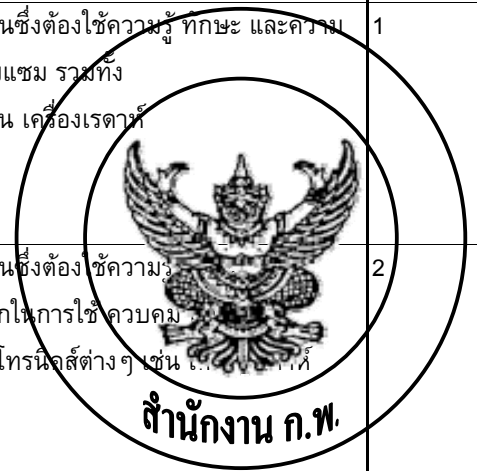 นซึ่งต้องใช้ความรู้ ทักษะ และความ 1
งแซม รวมทั้ง
น เครื่องเรดาห์
นซึ่งต้องใช้ความรู้ 2
กในการใช้ ควบคุม
โทรนิคส์ต่างๆ เช่น
สำนักงาน ก.พ.